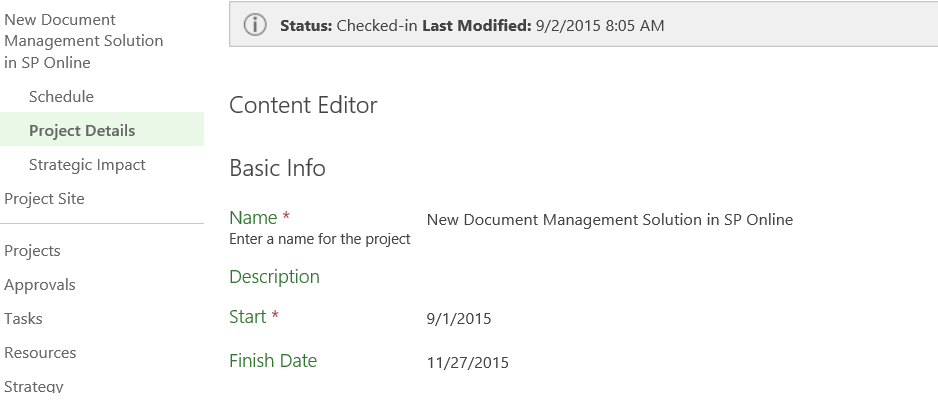 New Document
Management Solution
in SP Online
Schedule
Project Details
Strategic Impact
Project Site
Projects
Approvals
Tasks
Resources
Strategy
Status: Checked-in Last Modified: 9/2/2015 8:05 AM
Content Editor
Basic Info
Name * New Document Management Solution in SP Online
Enter a name for the project
Description
Start * 9/1/2015
Finish Date 11/27/2015